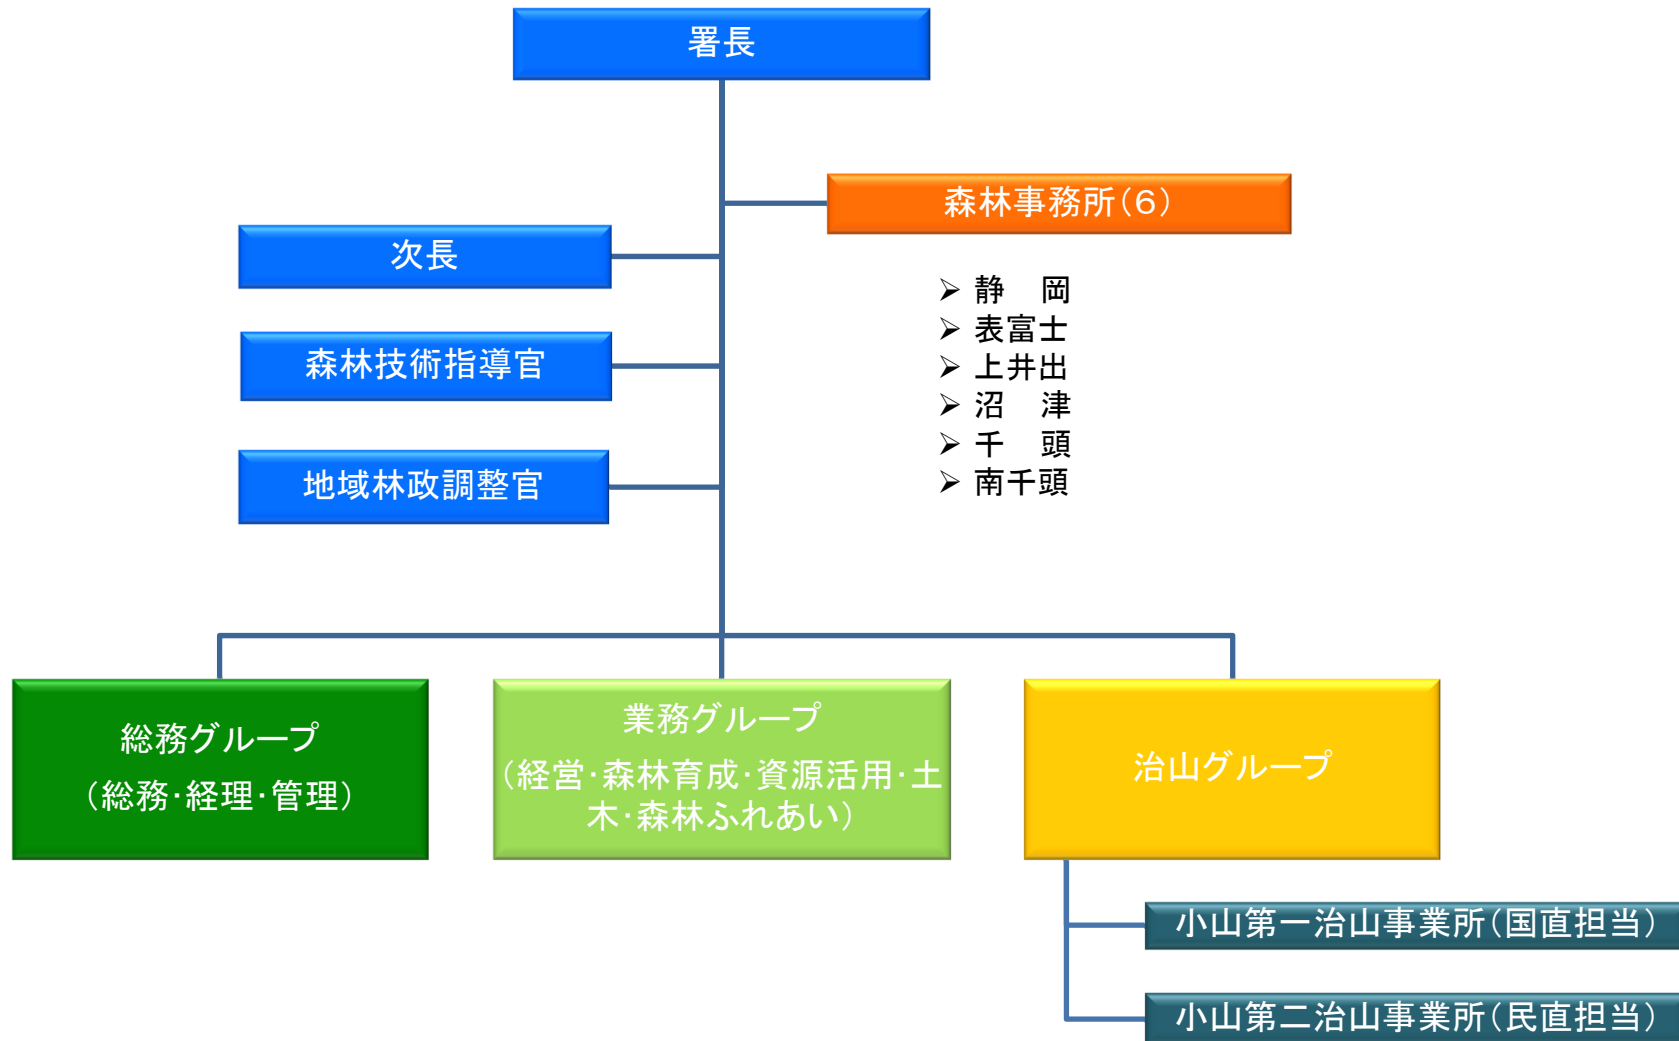 署長
森林事務所(6)
次長
➢ 静　岡
➢ 表富士
森林技術指導官
➢ 上井出
➢ 沼　津
➢ 千　頭
地域林政調整官
➢ 南千頭
総務グループ
(総務・経理・管理)
業務グループ
(経営・森林育成・資源活用・土
木・森林ふれあい)
治山グループ
小山第一治山事業所(国直担当)
小山第二治山事業所(民直担当)